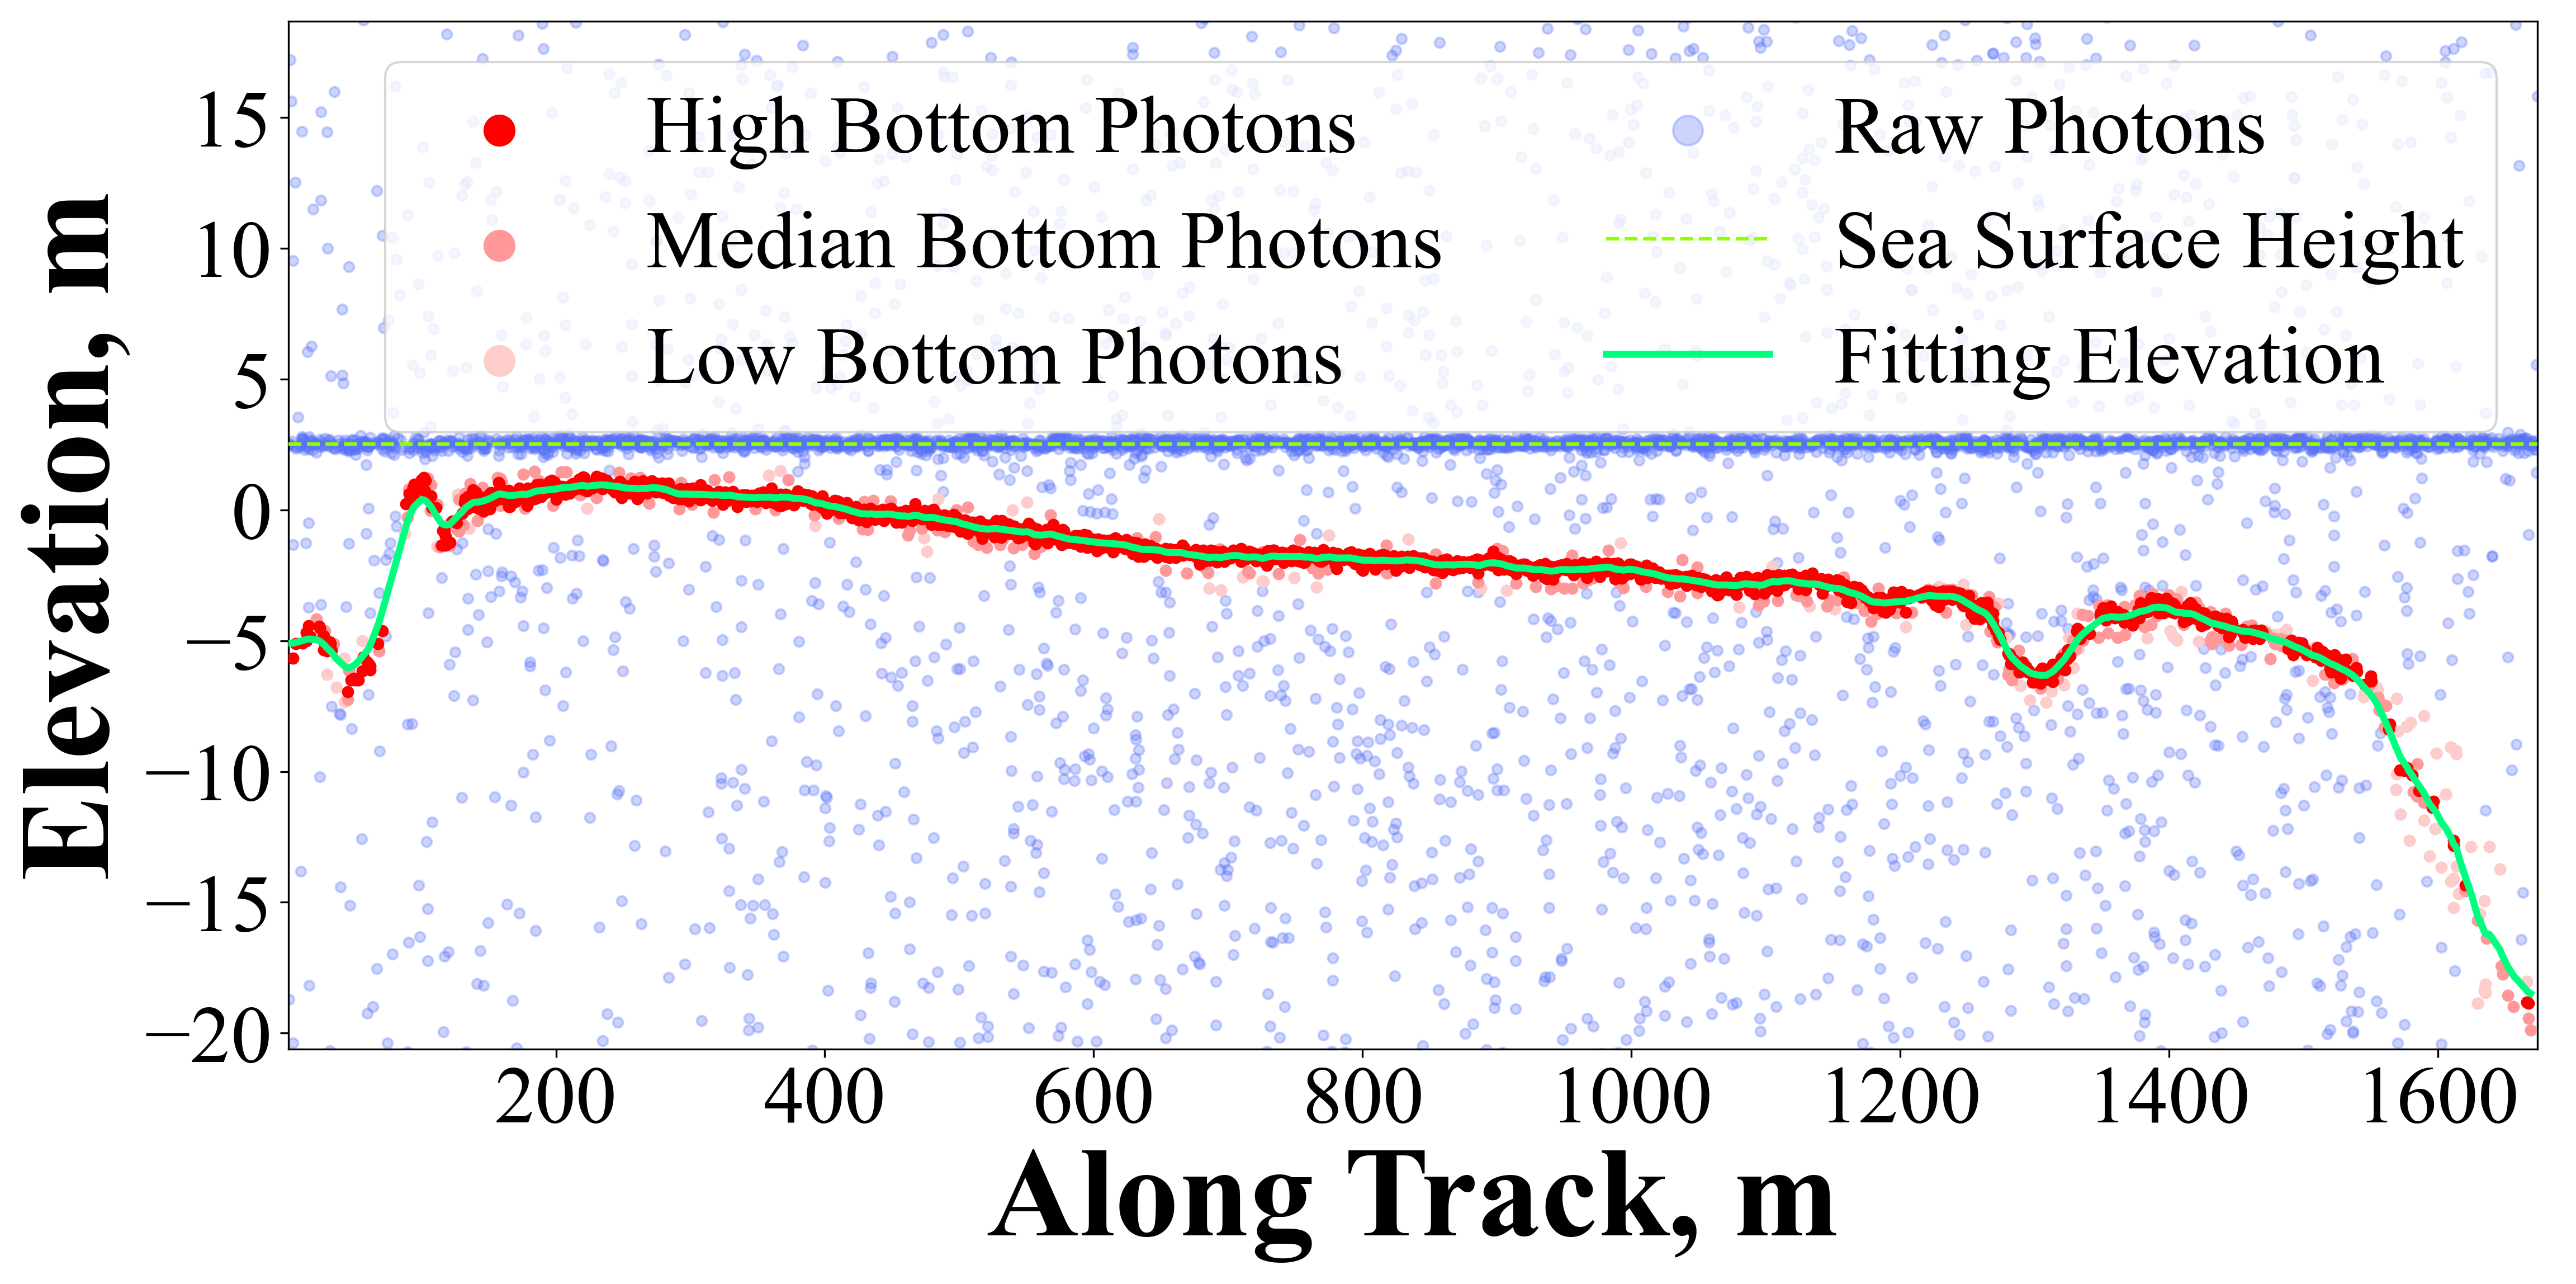 High Bottom Photons
Median Bottom Photons
Low Bottom Photons
Raw Photons
Sea Surface Height
Fitting Elevation
Elevation, m
15
10
5
0
−5
−10
−15
−20
200 400 600 800 1000 1200 1400 1600
Along Track, m